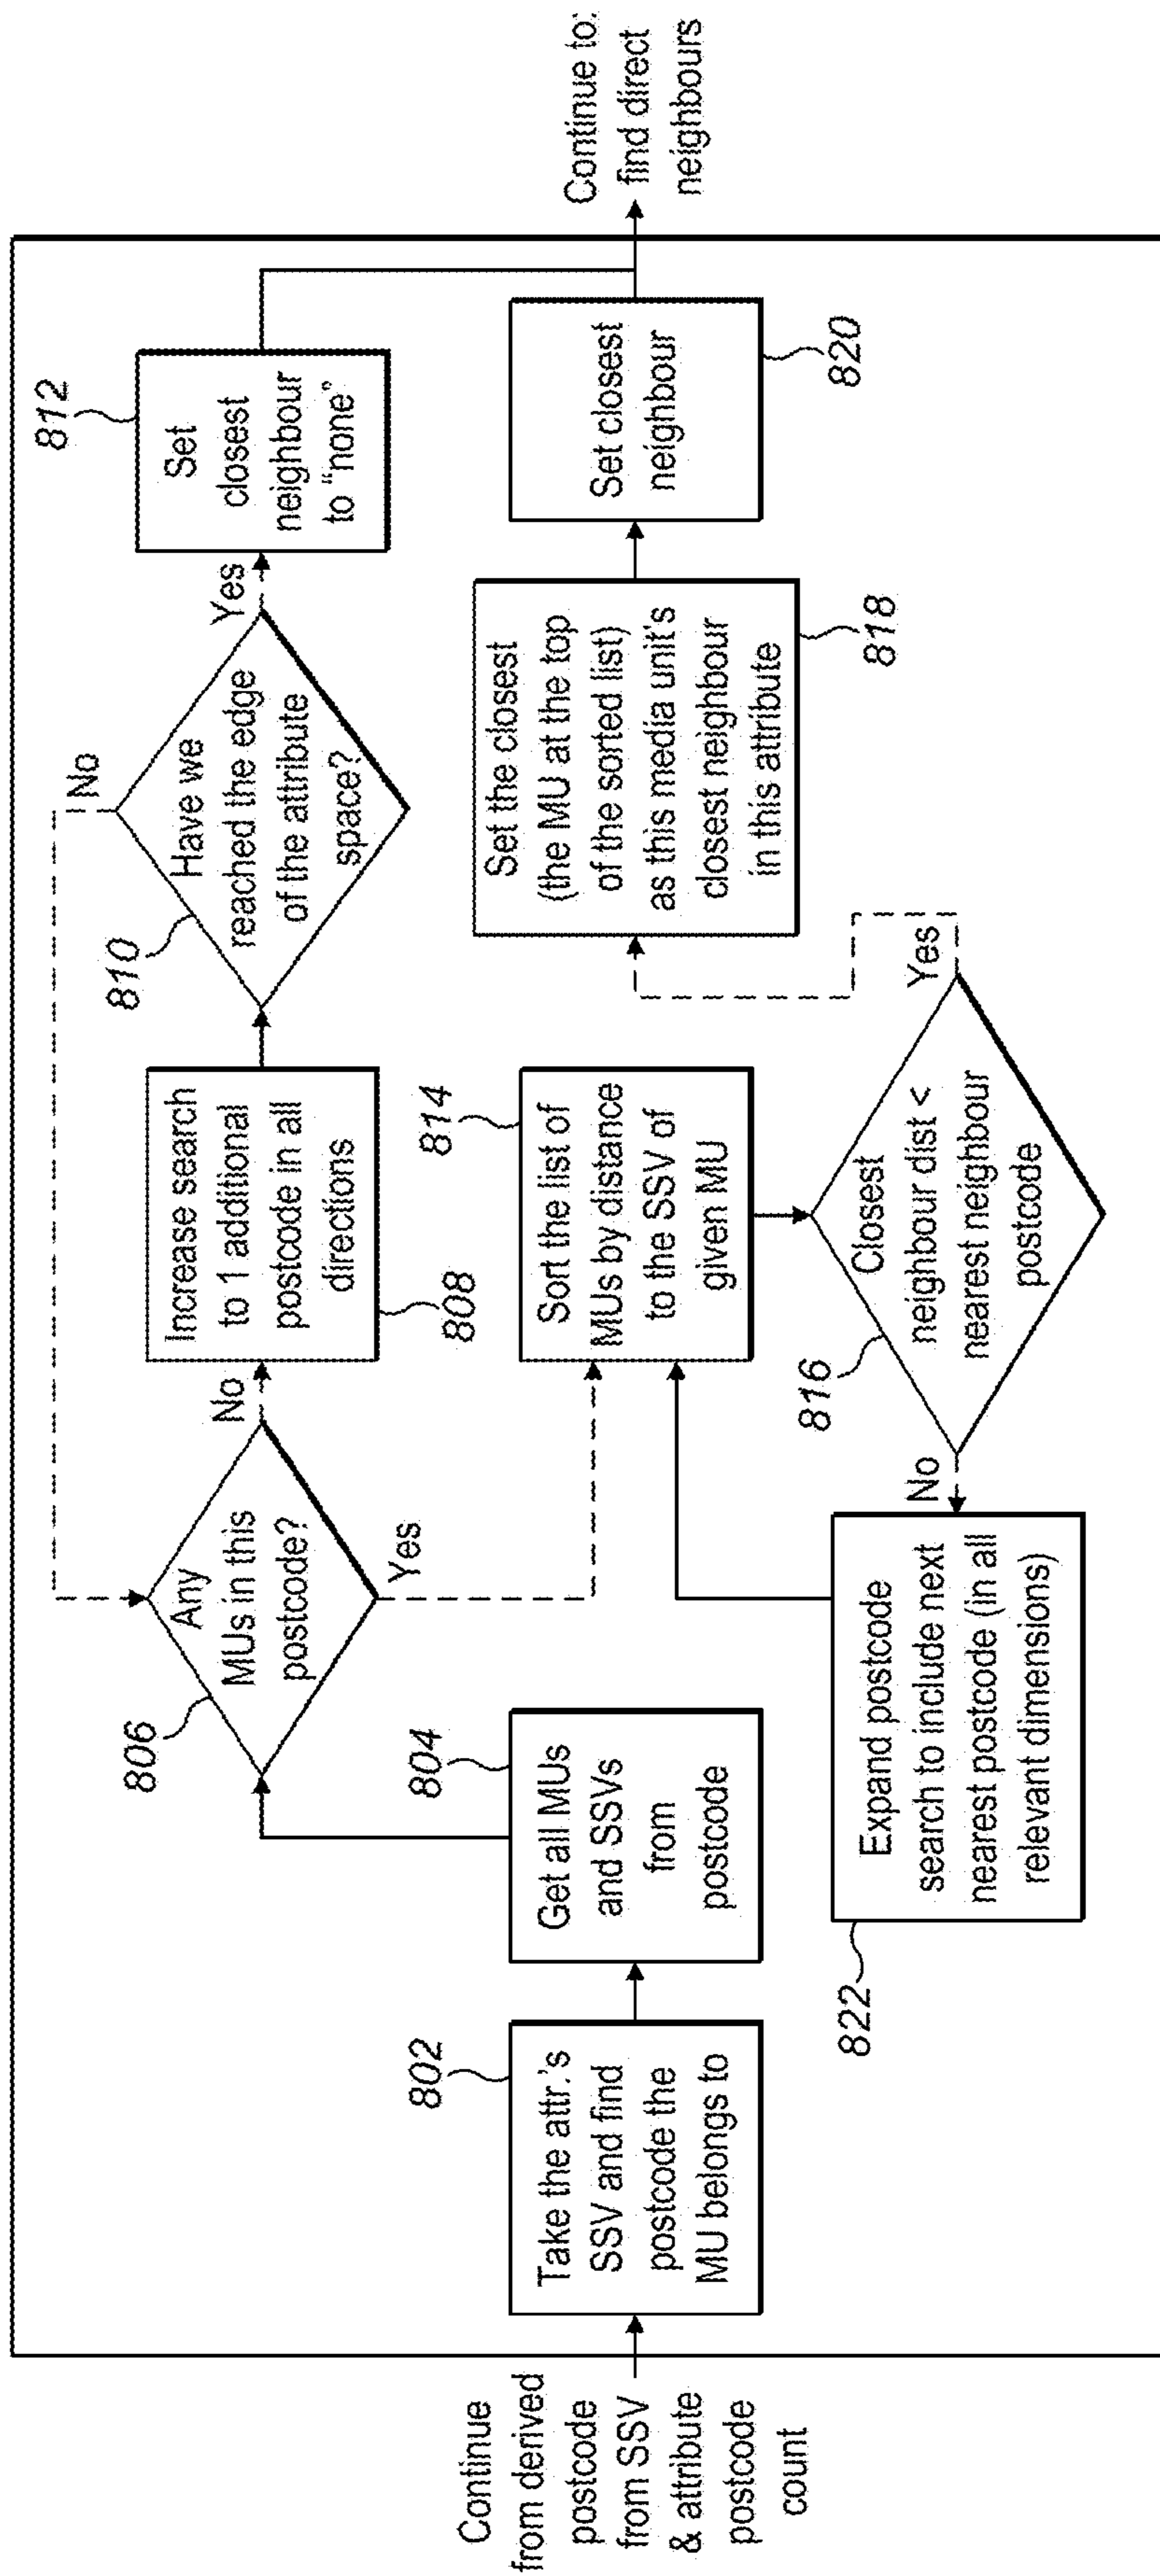 Continue
from derived
postcode
from SSV
& attribute
postcode
count
802
Take the attr.'s
SSV and find
postcode the
MU belongs to
804
Get all MUs
and SSVs
from
postcode
806
Any
MUs in this
postcode?
No
Yes
808
Increase search
to 1 additional
postcode in all
directions
810
Have we
reached the edge
of the attribute
space?
No
Yes
812
Set
closest
neighbour
to “none”
814
Sort the list of
MUs by distance
to the SSV of
given MU
816
Closest
neighbour dist <
nearest neighbour
postcode
No
Yes
822
Expand postcode
search to include next
nearest postcode (in all
relevant dimensions)
Set the closest
(the MU at the top
of the sorted list)
as this media unit's
closest neighbour
in this attribute
818
Set closest
neighbour
820
Continue to:
find direct
neighbours